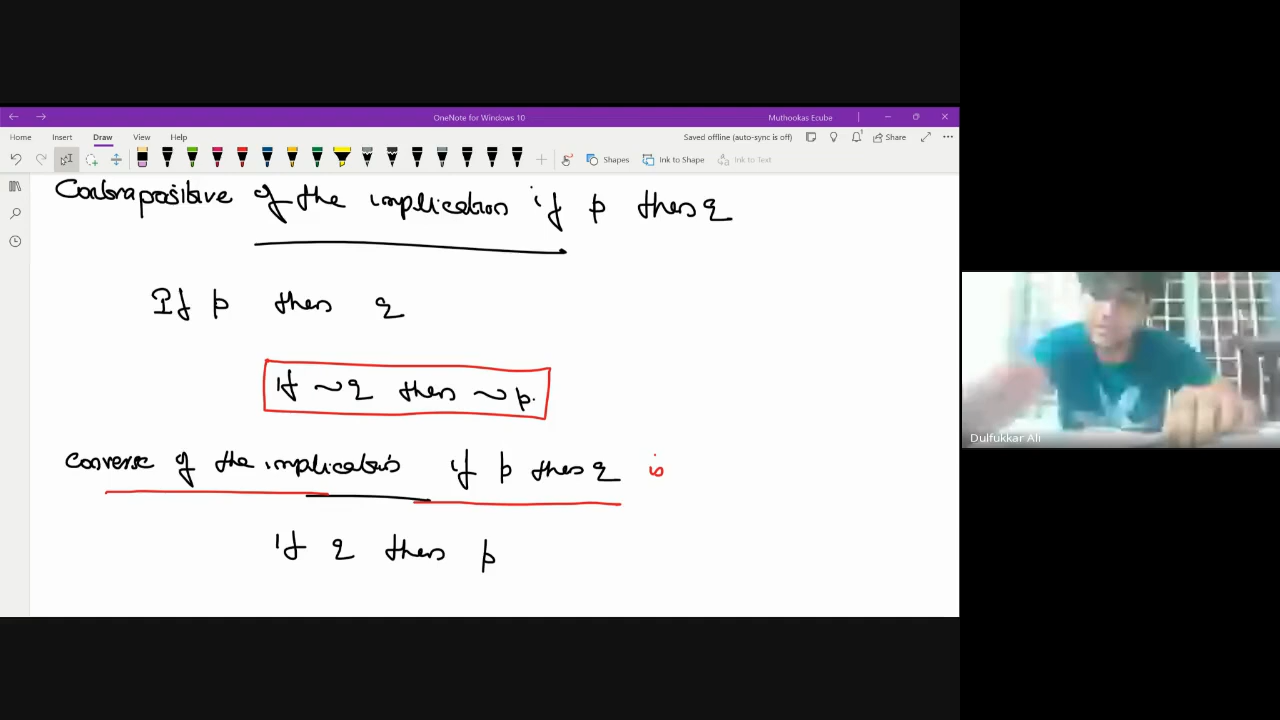 OneNote for Windows 10
Muthookas Ecube
Home Insert Draw View Help
Saved offline (auto-sync is off)
Share
Shapes
Ink to Shape
Ink to Text
Contrapositive of the implication if p then q
If p then q
If ~q then ~p.
Converse of the implication if p then q is
If q then p
Dulfukkar Ali